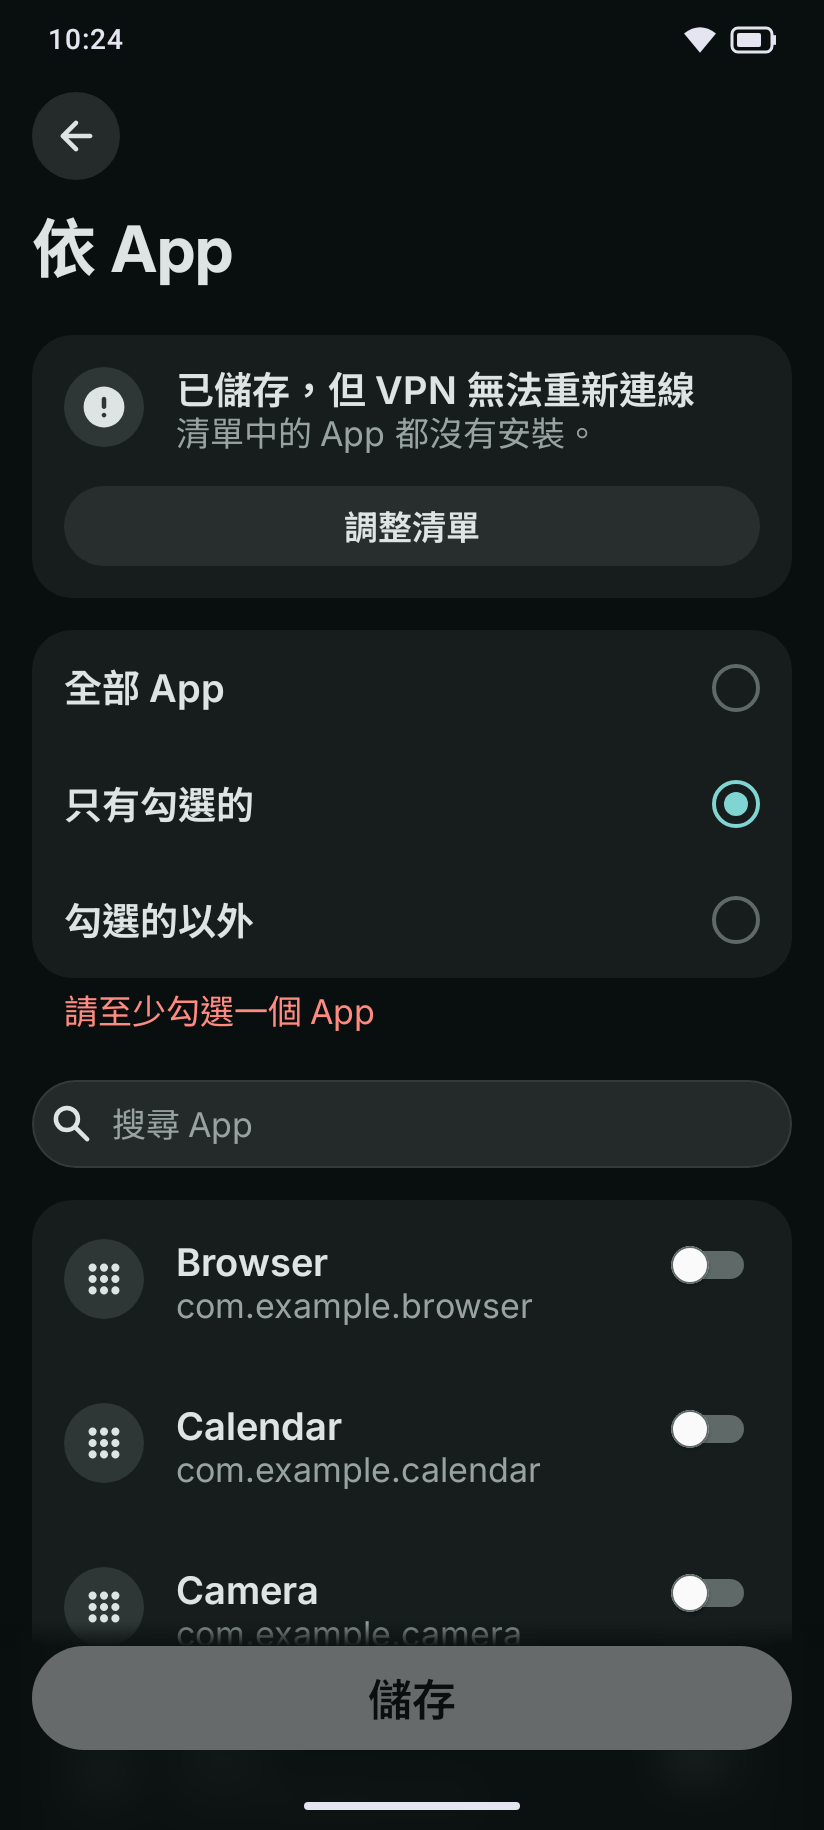 10:24
依 App
已儲存，但 VPN 無法重新連線
清單中的 App 都沒有安裝。
調整清單
全部 App
只有勾選的
勾選的以外
請至少勾選一個 App
搜尋 App
Browser
com.example.browser
Calendar
com.example.calendar
Camera
com.example.camera
儲存